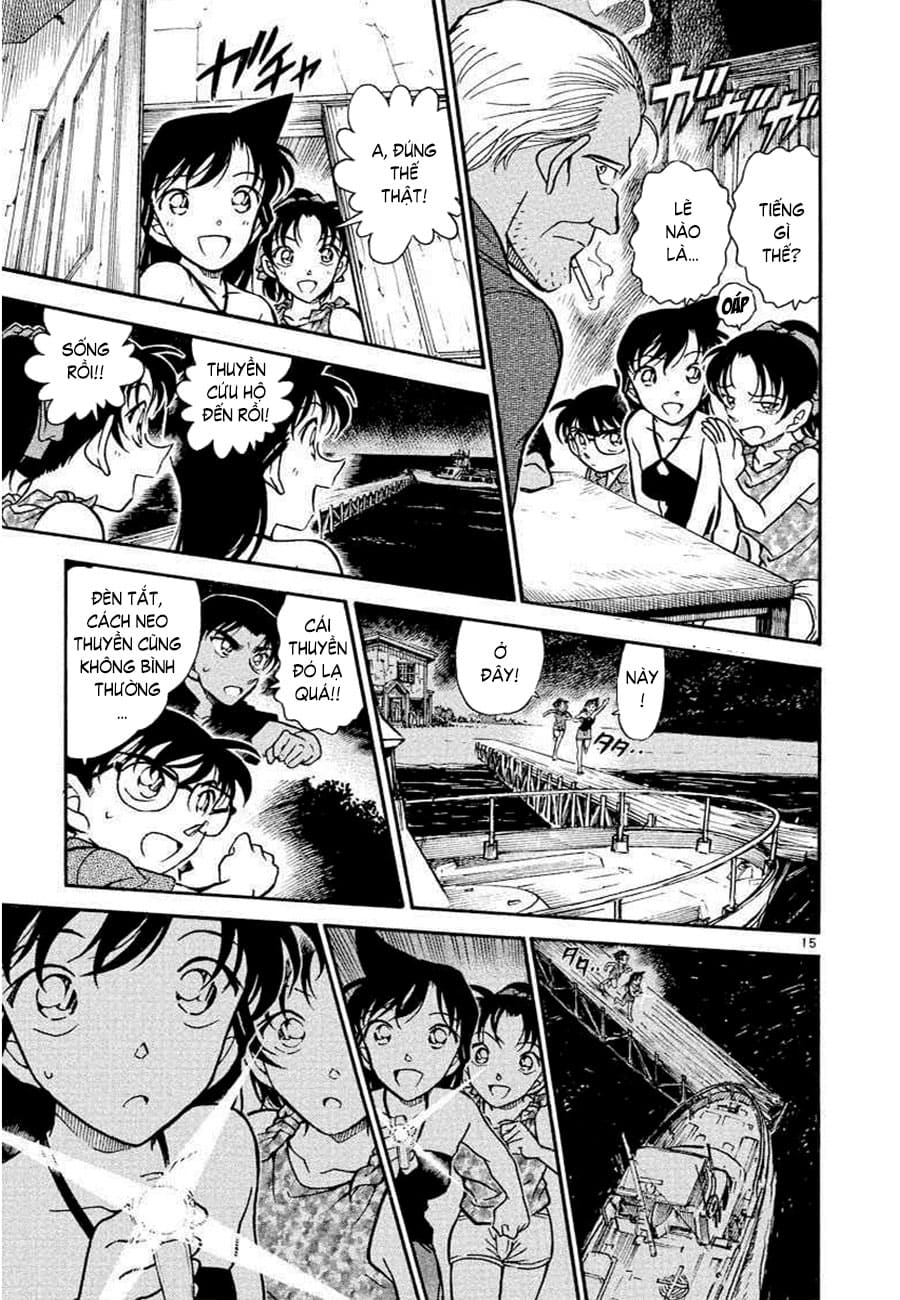 ガガガッ
TIẾNG
GÌ
THẾ?
LẼ
NÀO
LÀ...
OÁP
ガチャ
A, ĐÚNG
THẾ
THẬT!
THUYỀN
CỨU HỘ
ĐẾN RỒI!
SỐNG
RỒI!!
NÀY
!
Ở
ĐÂY!
タタ..
CÁI
THUYỀN
ĐÓ LẠ
QUÁ!!
ĐÈN TẮT,
CÁCH NEO
THUYỀN CŨNG
KHÔNG BÌNH
THƯỜNG
...
15
タタ..